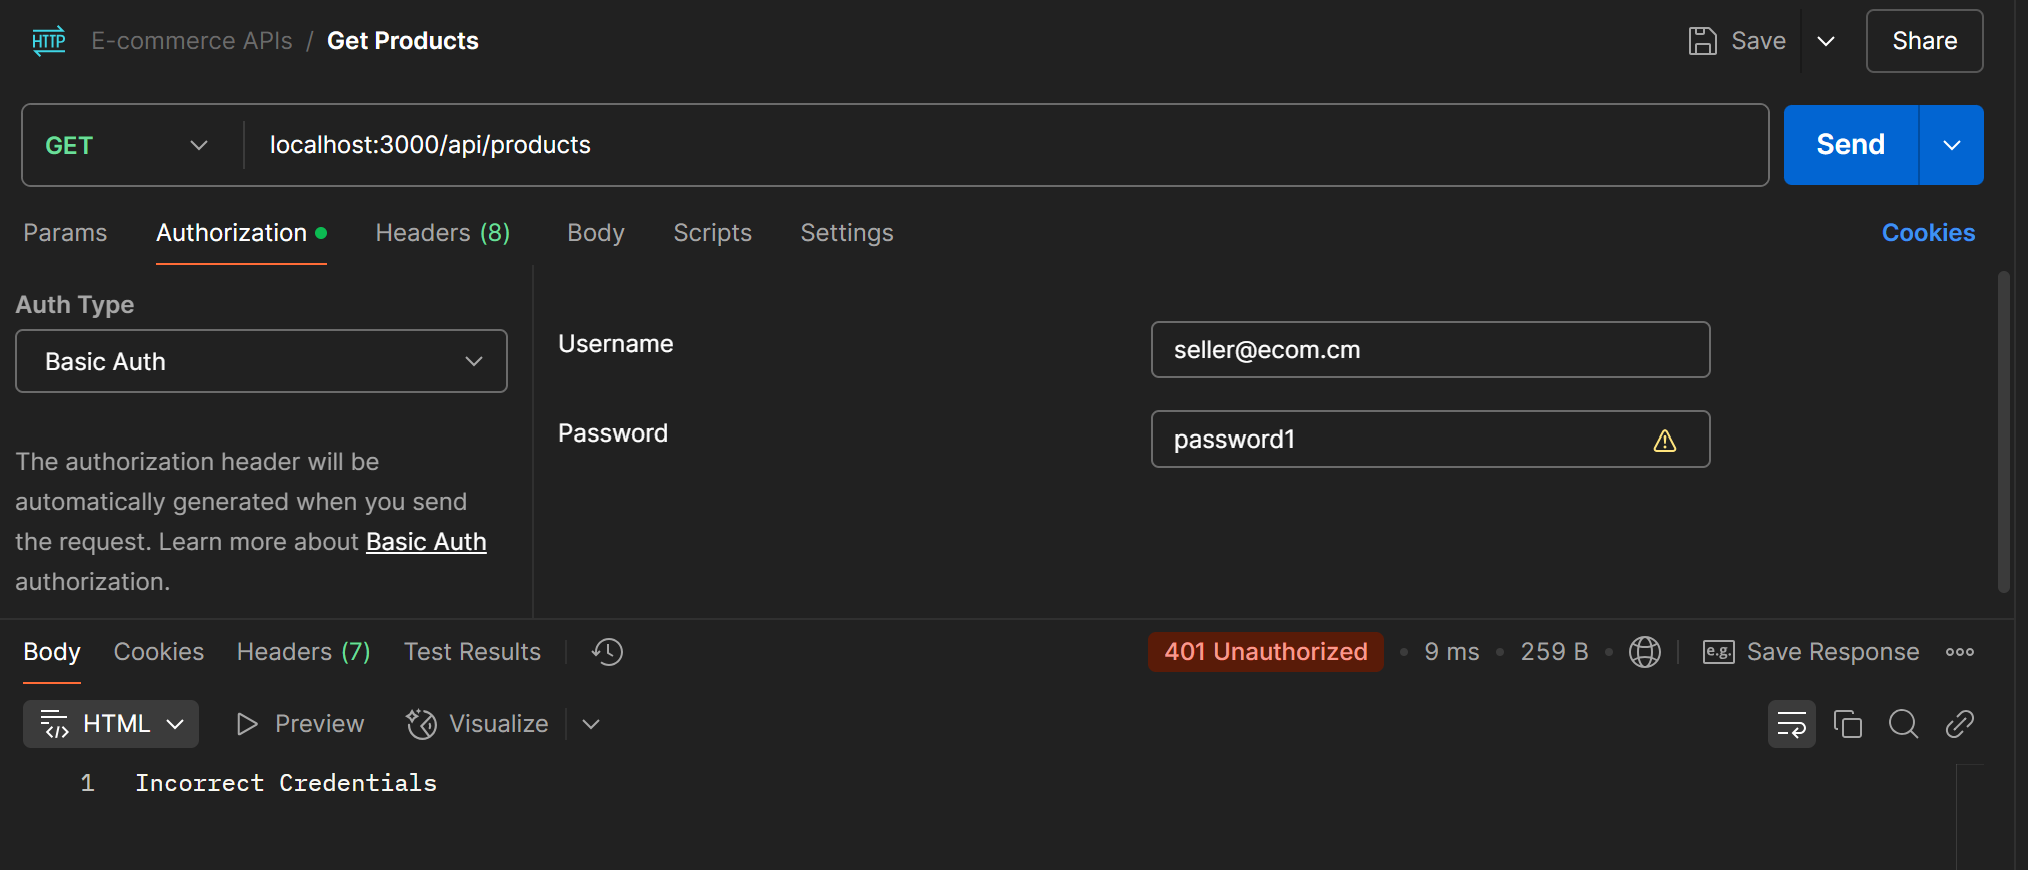 HTTP E-commerce APIs / Get Products Save Share
GET localhost:3000/api/products Send
Params Authorization Headers (8) Body Scripts Settings Cookies
Auth Type
Basic Auth
The authorization header will be
automatically generated when you send
the request. Learn more about Basic Auth
authorization.
Username seller@ecom.cm
Password password1
Body Cookies Headers (7) Test Results 401 Unauthorized • 9 ms • 259 B • e.g. Save Response
HTML Preview Visualize
1 Incorrect Credentials